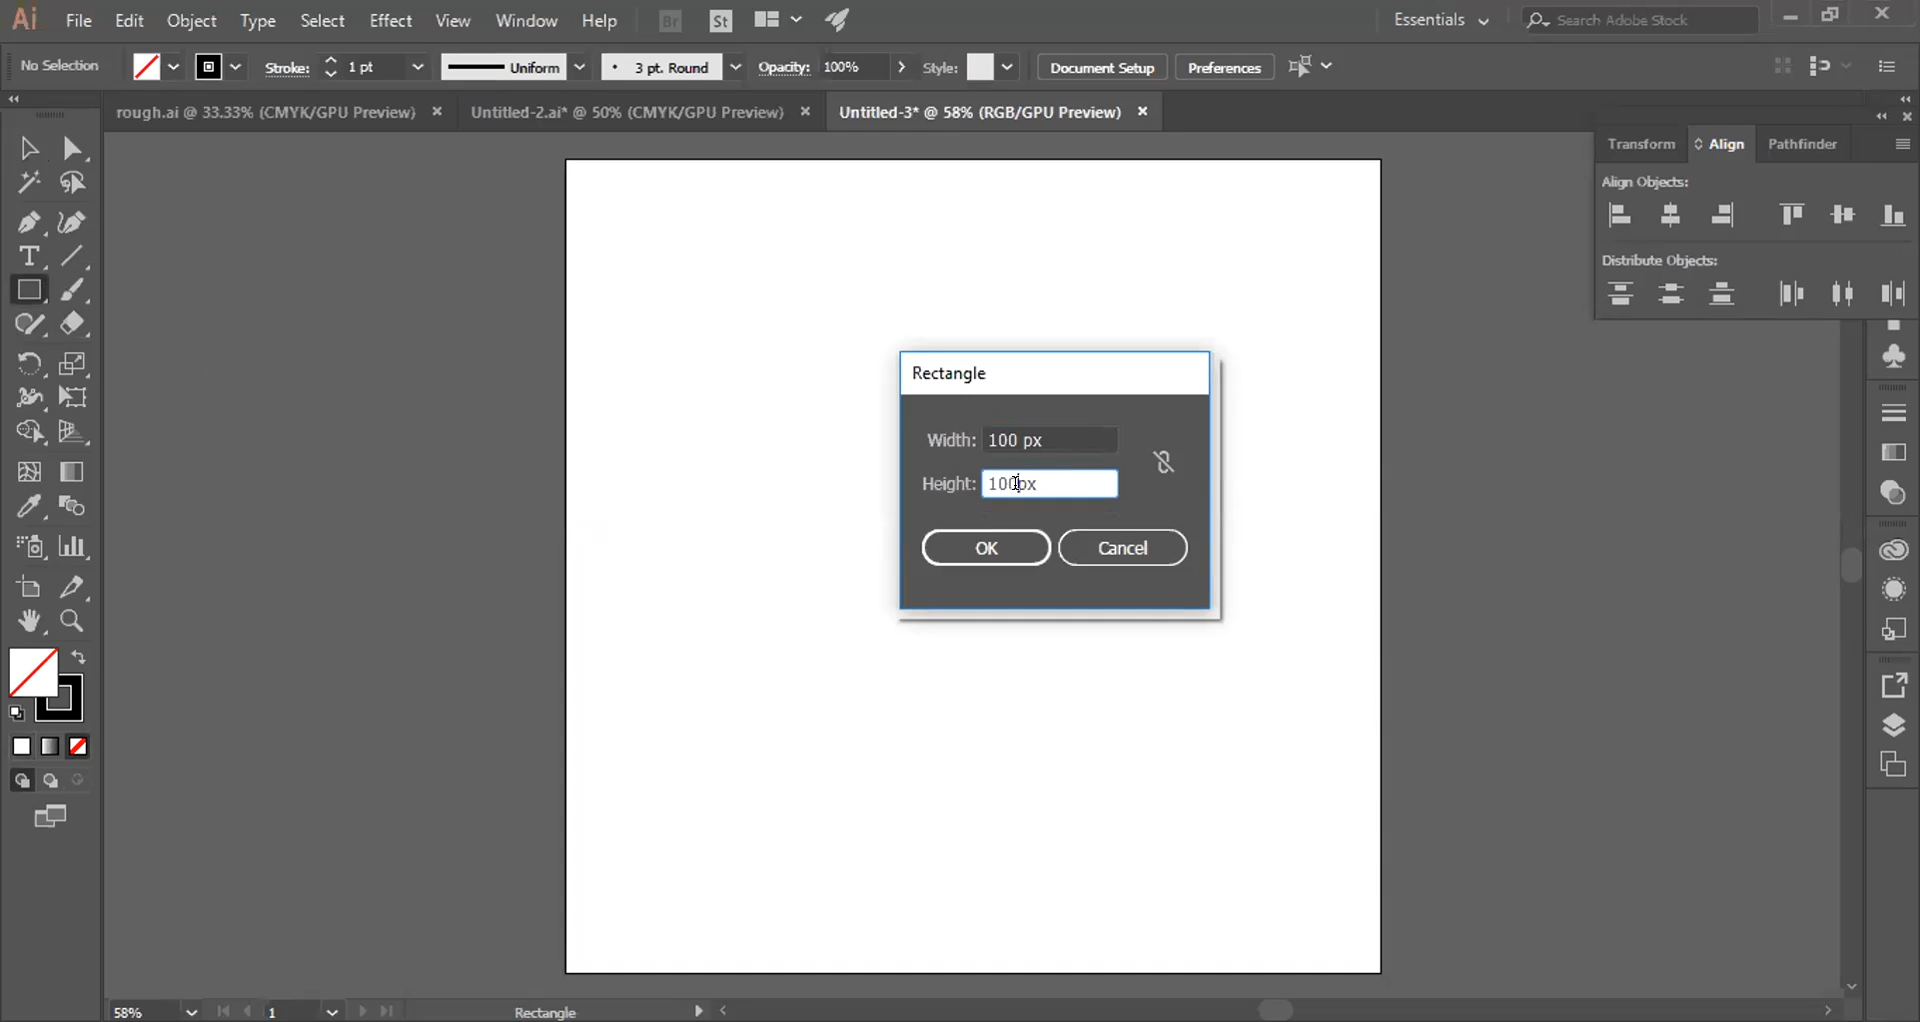 Ai File Edit Object Type Select Effect View Window Help Br St Essentials Search Adobe Stock
No Selection Stroke: 1 pt Uniform 3 pt. Round Opacity: 100% Style: Document Setup Preferences
rough.ai @ 33.33% (CMYK/GPU Preview) × Untitled-2.ai* @ 50% (CMYK/GPU Preview) × Untitled-3* @ 58% (RGB/GPU Preview) ×
Transform Align Pathfinder
Align Objects:
Distribute Objects:
Rectangle
Width: 100 px
Height: 100px
OK Cancel
58% 1 Rectangle